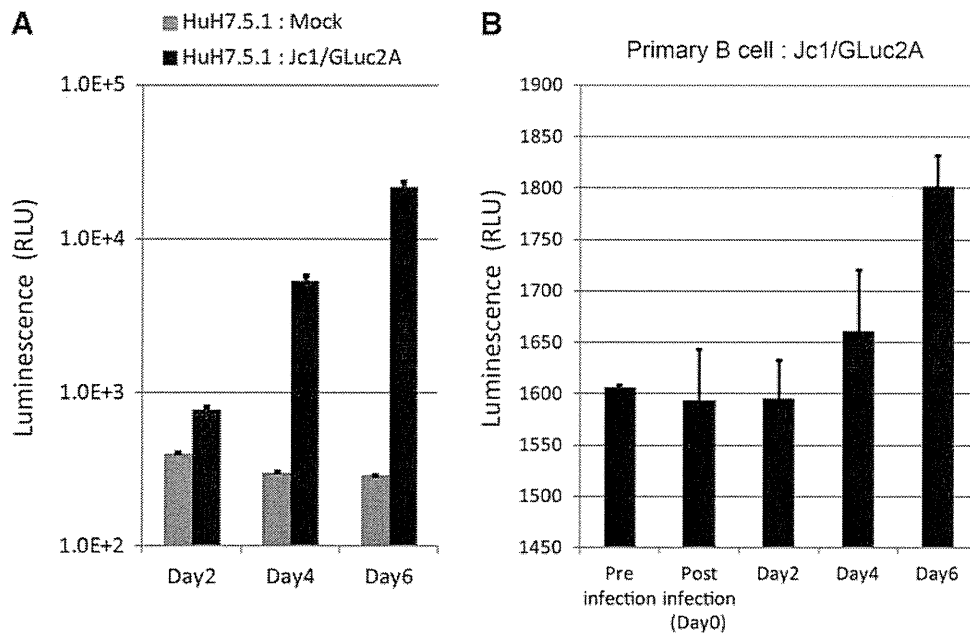 A
HuH7.5.1 : Mock
HuH7.5.1 : Jc1/GLuc2A
Luminescence (RLU)
1.0E+5
1.0E+4
1.0E+3
1.0E+2
Day2 Day4 Day6
B
Primary B cell : Jc1/GLuc2A
Luminescence (RLU)
1900
1850
1800
1750
1700
1650
1600
1550
1500
1450
Pre Post Day2 Day4 Day6
infection infection
(Day0)